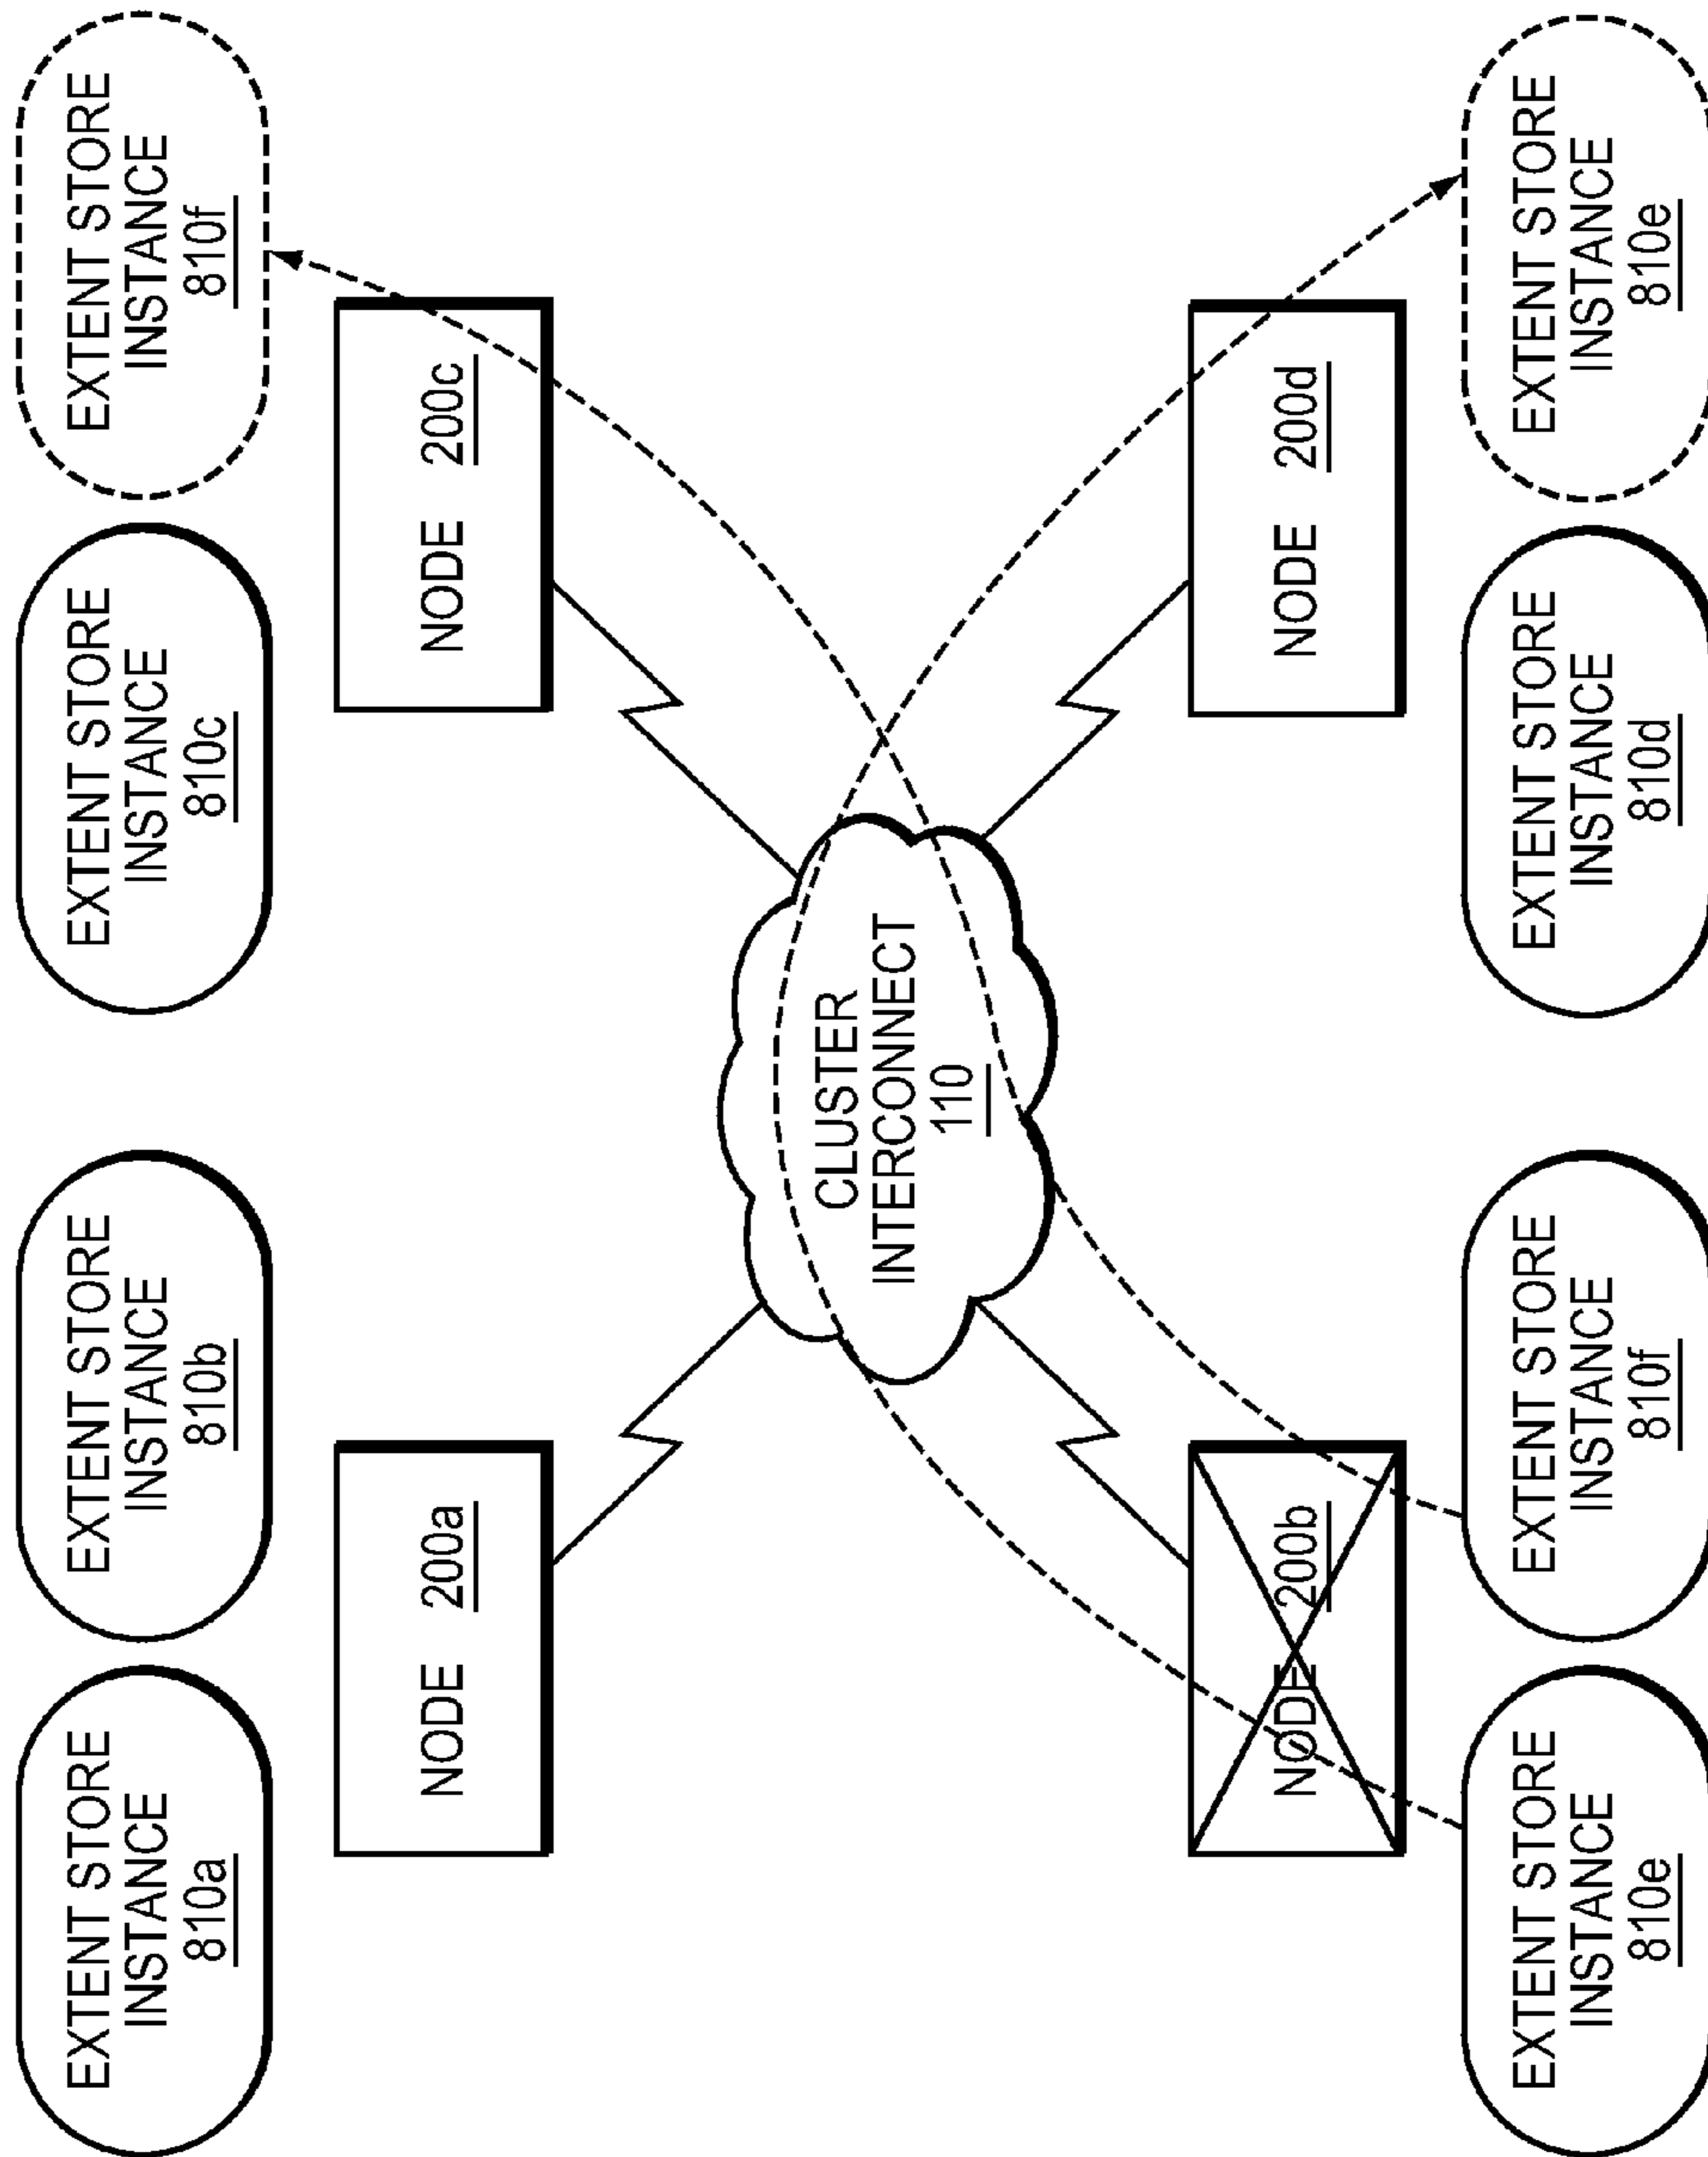 EXTENT STORE
INSTANCE
810a
EXTENT STORE
INSTANCE
810b
EXTENT STORE
INSTANCE
810c
EXTENT STORE
INSTANCE
810f
NODE 200a
NODE 200c
CLUSTER
INTERCONNECT
110
NODE 200b
NODE 200d
EXTENT STORE
INSTANCE
810e
EXTENT STORE
INSTANCE
810f
EXTENT STORE
INSTANCE
810d
EXTENT STORE
INSTANCE
810e